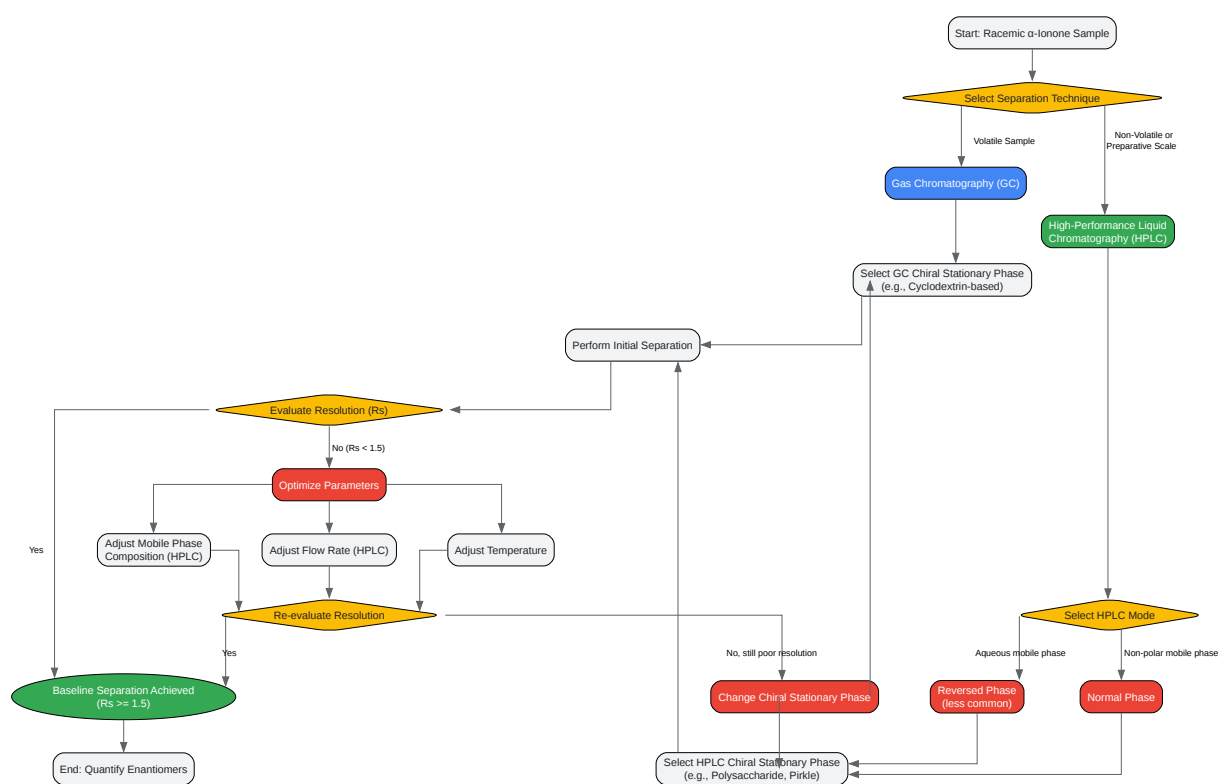 Start: Racemic α-Ionone Sample
Select Separation Technique
Volatile Sample
Non-Volatile or
Preparative Scale
Gas Chromatography (GC)
High-Performance Liquid
Chromatography (HPLC)
Select GC Chiral Stationary Phase
(e.g., Cyclodextrin-based)
Perform Initial Separation
Evaluate Resolution (Rs)
No (Rs < 1.5)
Optimize Parameters
Yes
Adjust Mobile Phase
Composition (HPLC)
Adjust Flow Rate (HPLC)
Adjust Temperature
Re-evaluate Resolution
Select HPLC Mode
Yes
No, still poor resolution
Aqueous mobile phase
Non-polar mobile phase
Baseline Separation Achieved
(Rs >= 1.5)
Change Chiral Stationary Phase
Reversed Phase
(less common)
Normal Phase
End: Quantify Enantiomers
Select HPLC Chiral Stationary Phase
(e.g., Polysaccharide, Pirkle)